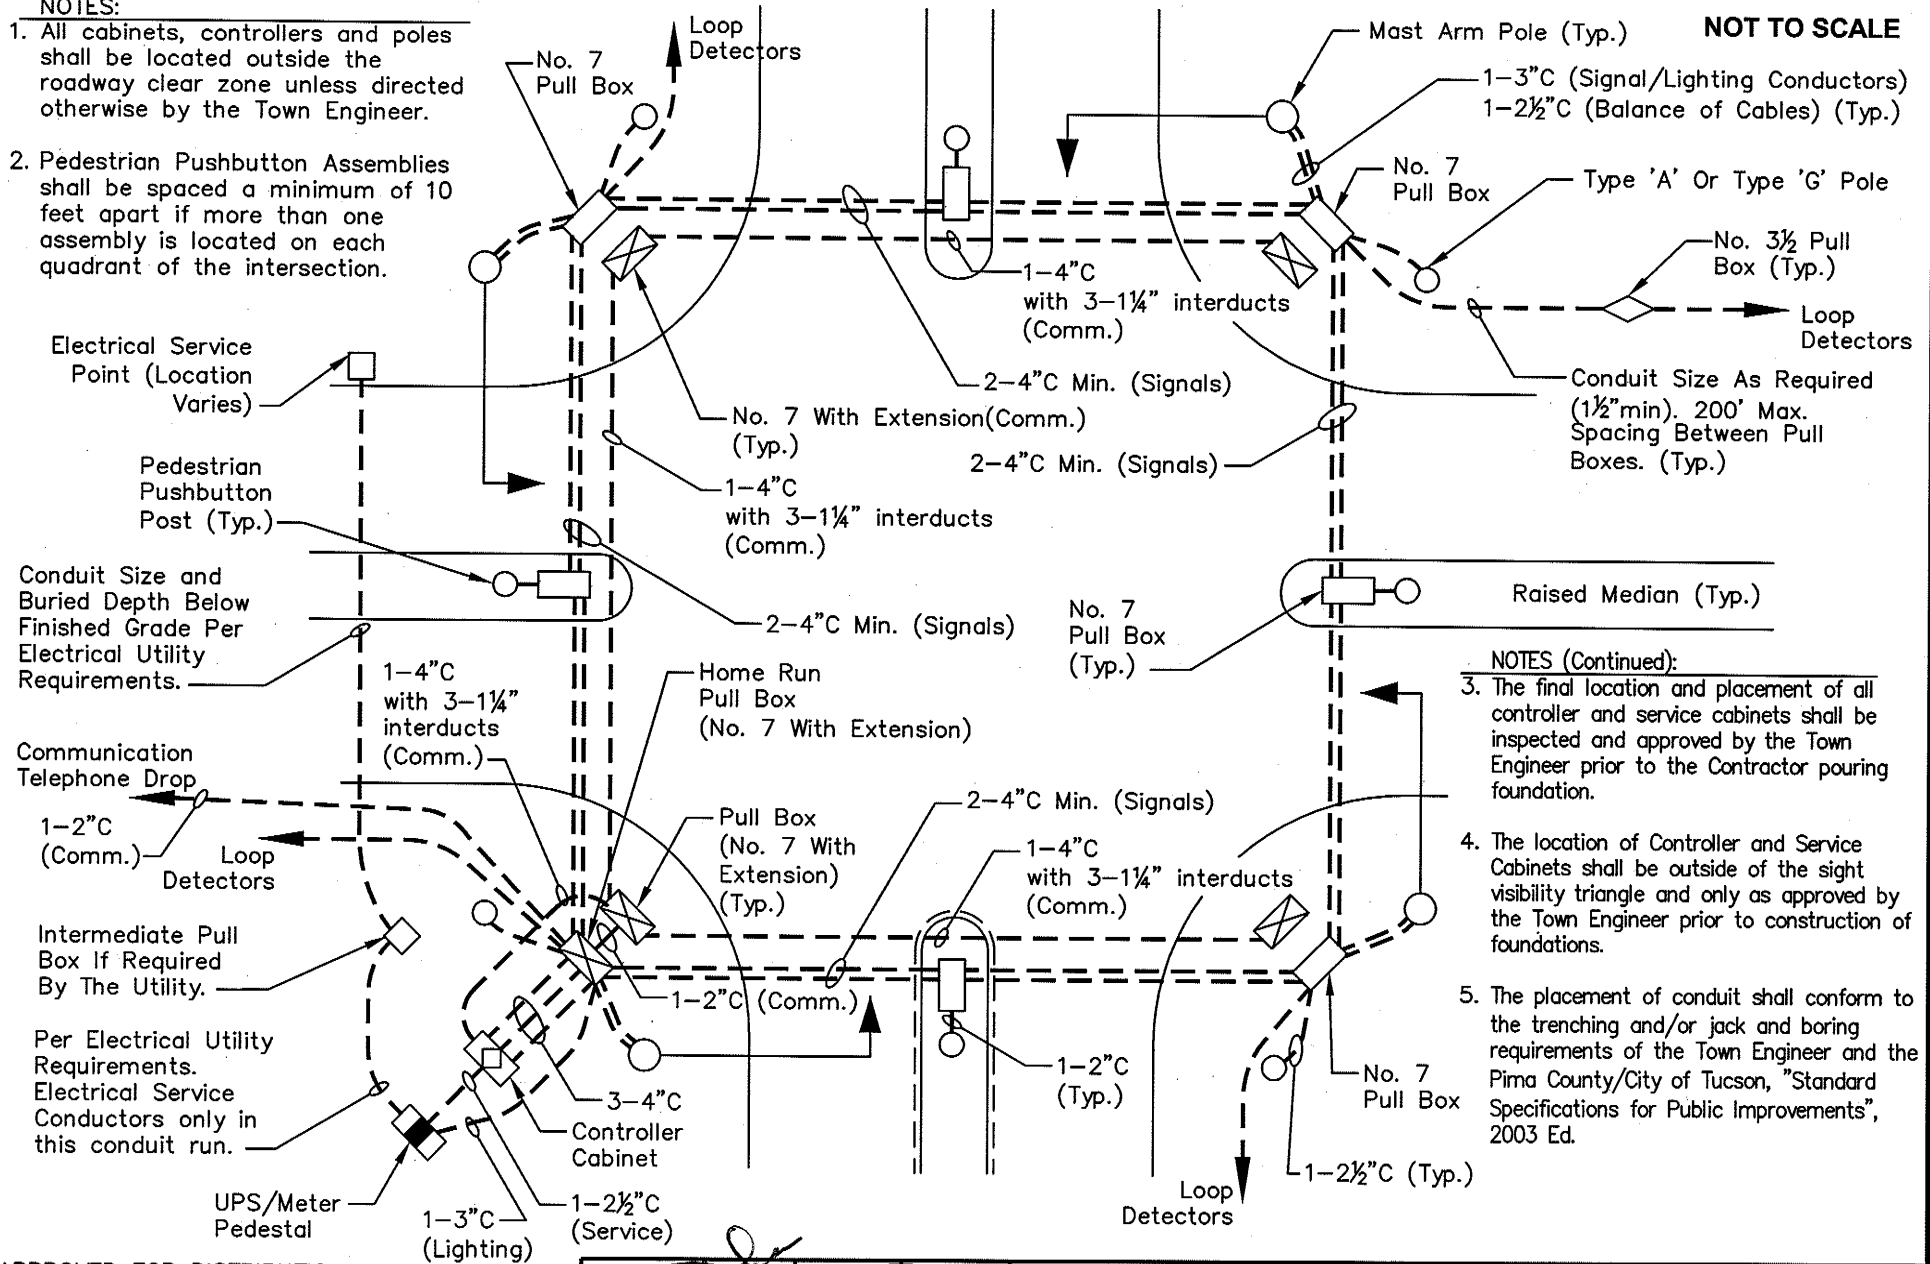 NOTES:
1. All cabinets, controllers and poles
shall be located outside the
roadway clear zone unless directed
otherwise by the Town Engineer.
2. Pedestrian Pushbutton Assemblies
shall be spaced a minimum of 10
feet apart if more than one
assembly is located on each
quadrant of the intersection.
No. 7
Pull Box
Loop
Detectors
Mast Arm Pole (Typ.)
NOT TO SCALE
1-3"C (Signal/Lighting Conductors)
1-2½"C (Balance of Cables) (Typ.)
No. 7
Pull Box
Type 'A' Or Type 'G' Pole
No. 3½ Pull
Box (Typ.)
1-4"C
with 3-1¼" interducts
(Comm.)
Loop
Detectors
Electrical Service
Point (Location
Varies)
2-4"C Min. (Signals)
Conduit Size As Required
(1½"min). 200' Max.
Spacing Between Pull
Boxes. (Typ.)
No. 7 With Extension(Comm.)
(Typ.)
2-4"C Min. (Signals)
Pedestrian
Pushbutton
Post (Typ.)
1-4"C
with 3-1¼" interducts
(Comm.)
Conduit Size and
Buried Depth Below
Finished Grade Per
Electrical Utility
Requirements.
2-4"C Min. (Signals)
No. 7
Pull Box
(Typ.)
Raised Median (Typ.)
1-4"C
with 3-1¼"
interducts
(Comm.)
Home Run
Pull Box
(No. 7 With Extension)
NOTES (Continued):
3. The final location and placement of all
controller and service cabinets shall be
inspected and approved by the Town
Engineer prior to the Contractor pouring
foundation.
4. The location of Controller and Service
Cabinets shall be outside of the sight
visibility triangle and only as approved by
the Town Engineer prior to construction of
foundations.
5. The placement of conduit shall conform to
the trenching and/or jack and boring
requirements of the Town Engineer and the
Pima County/City of Tucson, "Standard
Specifications for Public Improvements",
2003 Ed.
Communication
Telephone Drop
1-2"C
(Comm.)
Loop
Detectors
Pull Box
(No. 7 With
Extension)
(Typ.)
2-4"C Min. (Signals)
1-4"C
with 3-1¼" interducts
(Comm.)
Intermediate Pull
Box If Required
By The Utility.
1-2"C (Comm.)
Per Electrical Utility
Requirements.
Electrical Service
Conductors only in
this conduit run.
3-4"C
Controller
Cabinet
1-2"C
(Typ.)
No. 7
Pull Box
1-2½"C (Typ.)
Loop
Detectors
UPS/Meter
Pedestal
1-3"C
(Lighting)
1-2½"C
(Service)